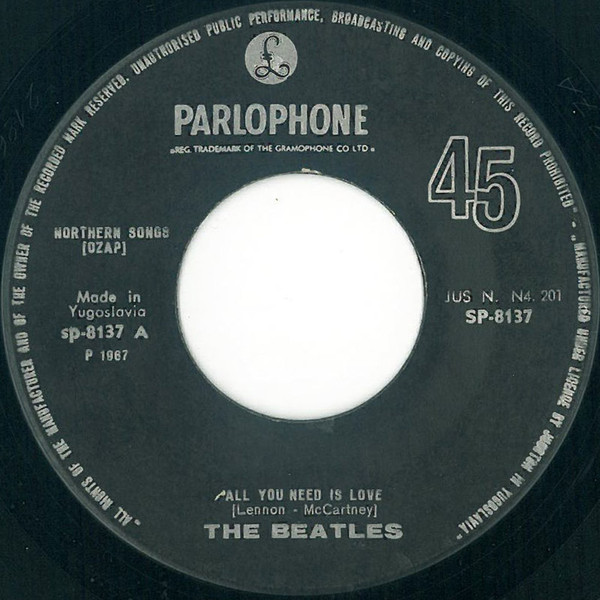 "ALL RIGHTS OF THE MANUFACTURER AND OF THE OWNER OF THE RECORDED MARK RESERVED. UNAUTHORISED PUBLIC PERFORMANCE, BROADCASTING AND COPYING OF THIS RECORD PROHIBITED" "MANUFACTURED UNDER LICENCE BY JUGOTON IN YUGOSLAVIA"
£
PARLOPHONE
REG. TRADEMARK OF THE GRAMOPHONE CO LTD
45
NORTHERN SONGS
[OZAP]
Made in
Yugoslavia
sp-8137 A
P 1967
JUS N. N4. 201
SP-8137
ALL YOU NEED IS LOVE
[Lennon - McCartney]
THE BEATLES